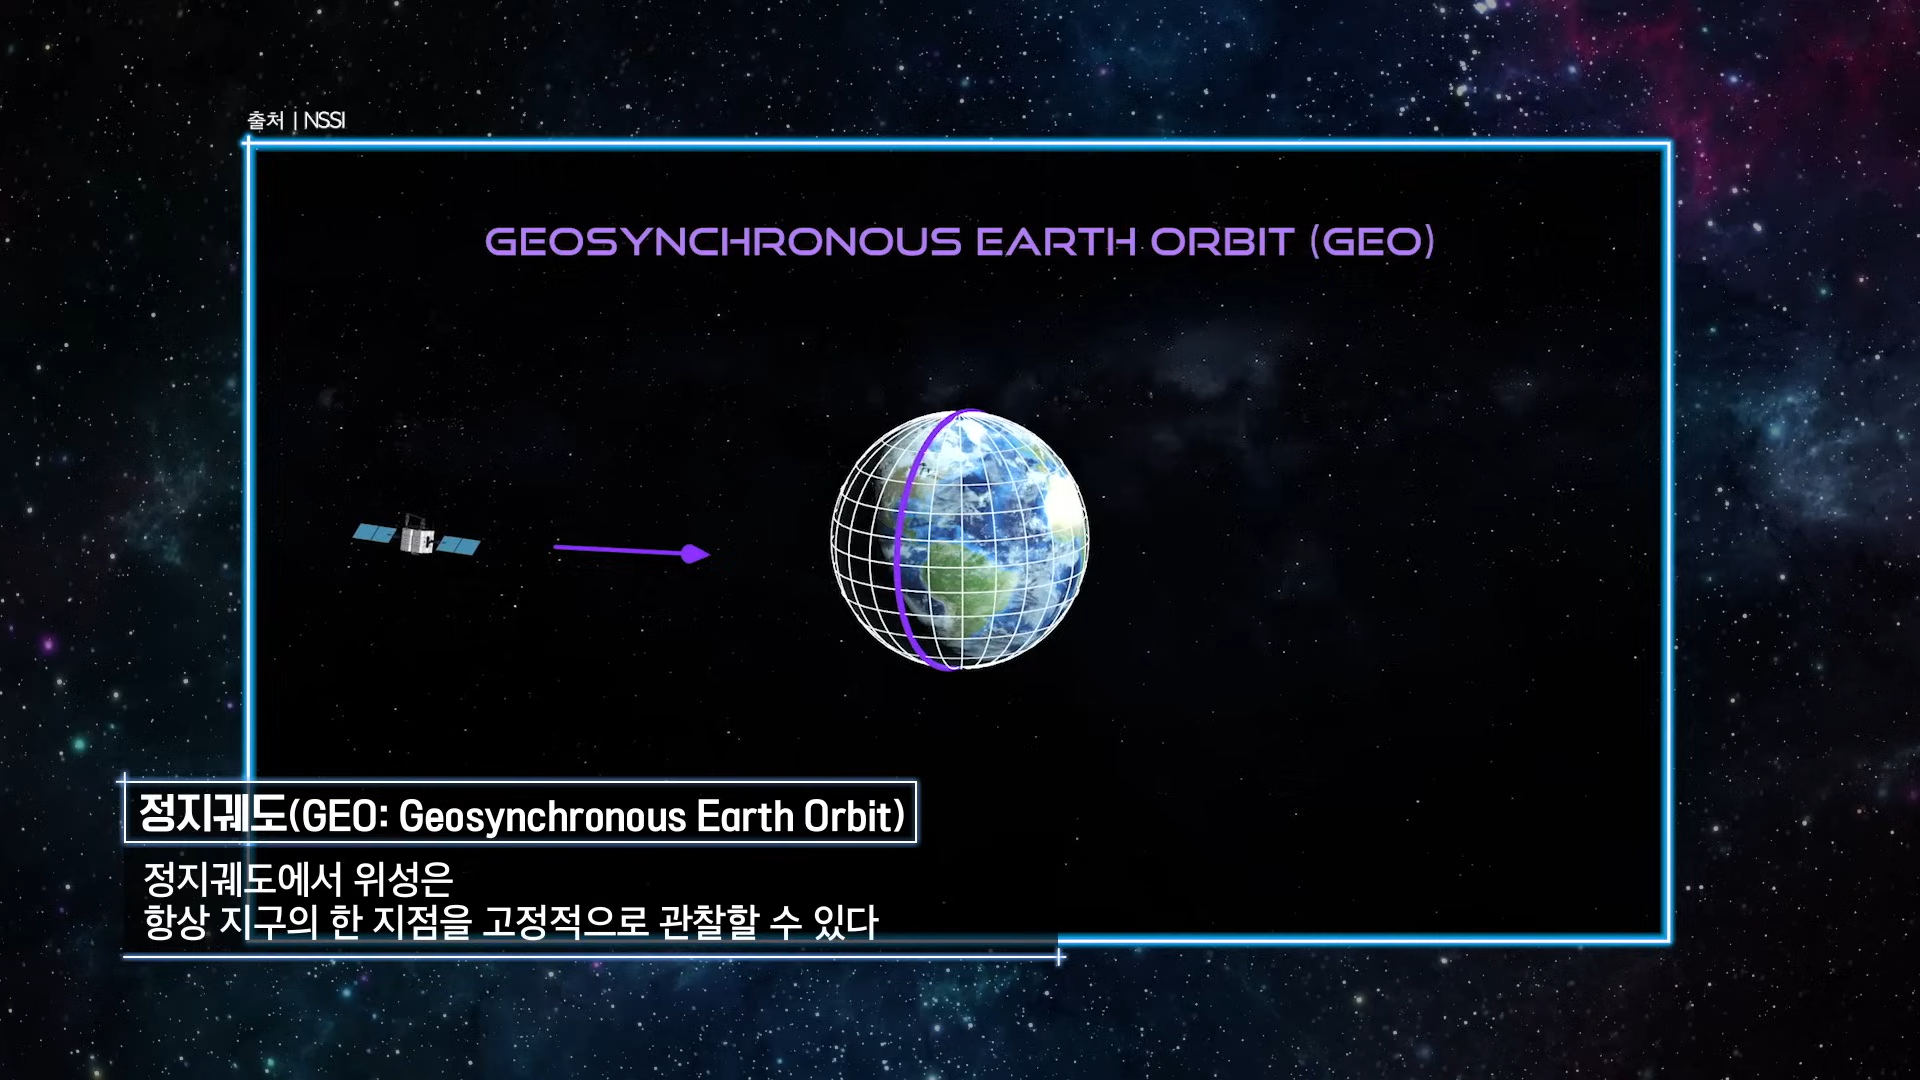 출처 | NSSI
GEOSYNCHRONOUS EARTH ORBIT (GEO)
정지궤도(GEO: Geosynchronous Earth Orbit)
정지궤도에서 위성은
항상 지구의 한 지점을 고정적으로 관찰할 수 있다